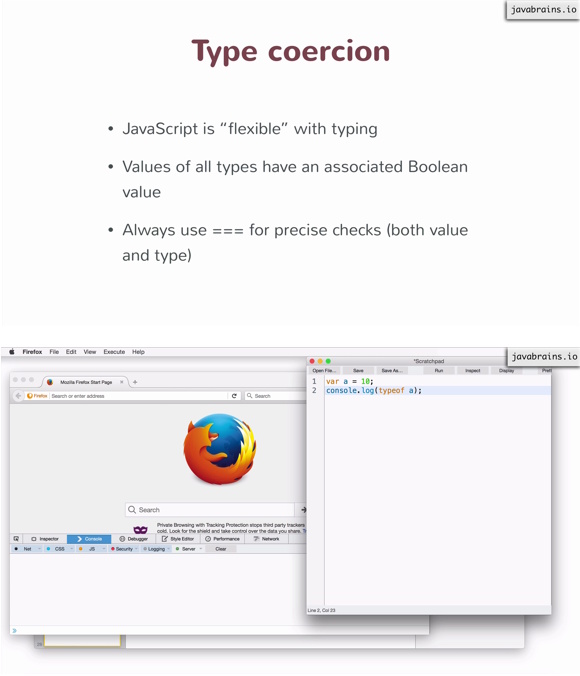 javabrains.io
Type coercion
• JavaScript is “flexible” with typing
• Values of all types have an associated Boolean
value
• Always use === for precise checks (both value
and type)
Firefox File Edit View Execute Help
javabrains.io
*Scratchpad
Open File... Save Save As... Run Inspect Display
Mozilla Firefox Start Page
Firefox Search or enter address
Search
1 var a = 10;
2 console.log(typeof a);
Search
Private Browsing with Tracking Protection stops third party trackers
cold. Look for the shield and take control over the data you share.
Inspector Console Debugger Style Editor Performance Network
Net CSS JS Security Logging Server Clear
Line 2, Col 23